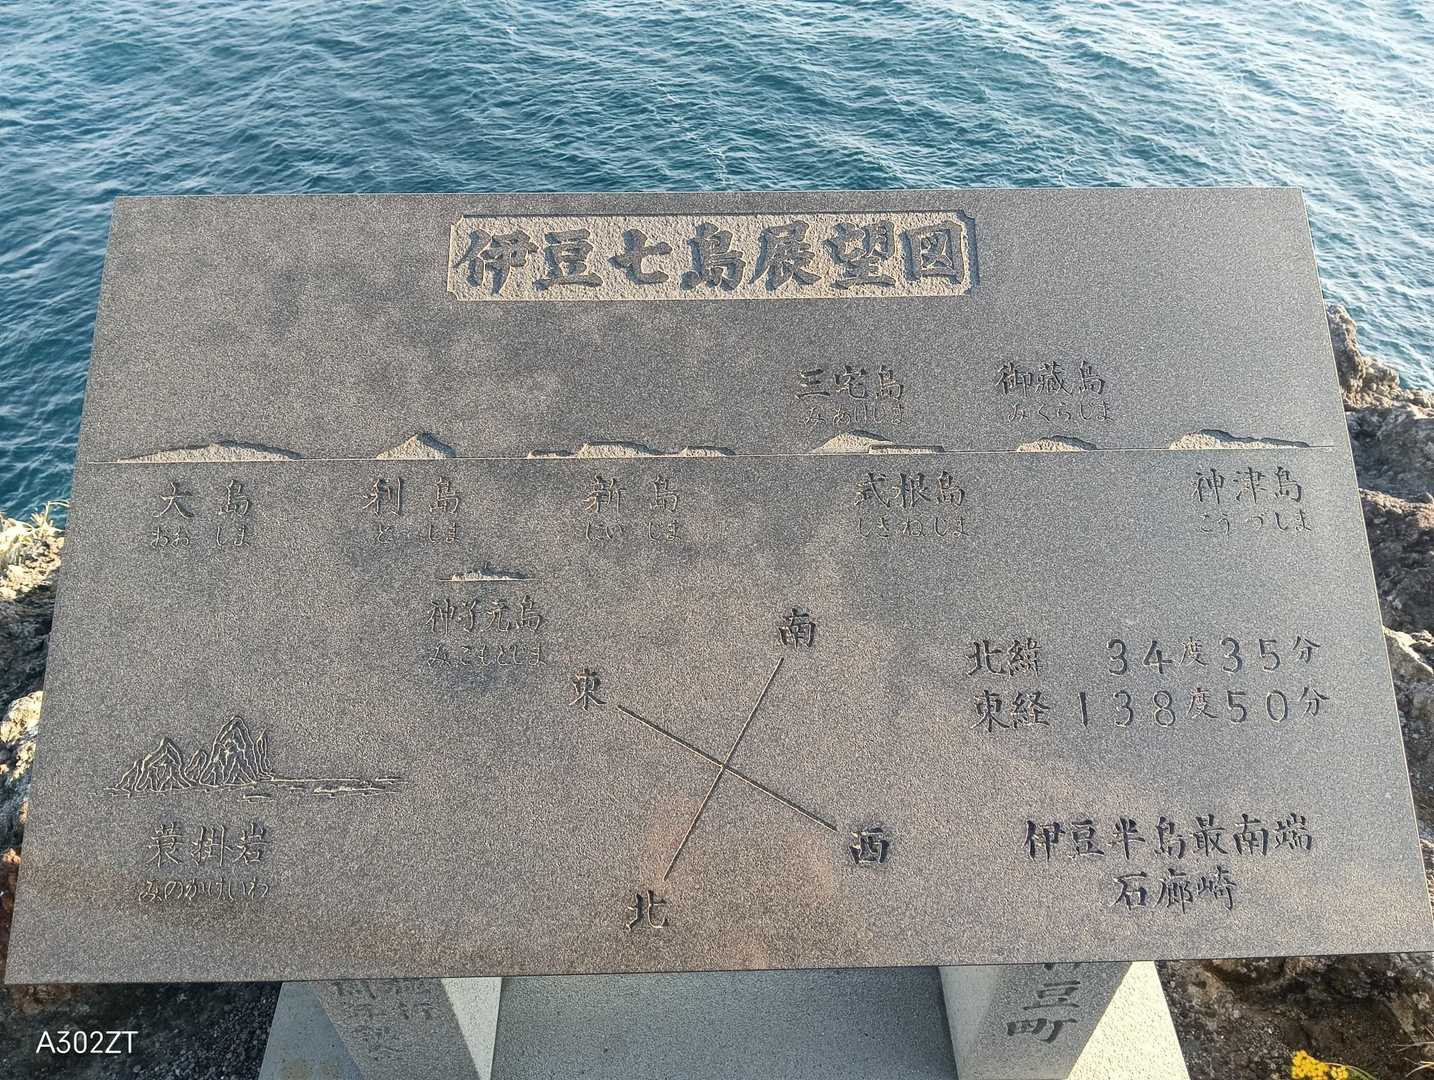 伊豆七島展望図
三宅島
みあけじま
御蔵島
みくらじま
大島
おおしま
利島
としま
新島
にいじま
式根島
しきねじま
神津島
こうづしま
神子元島
みこもとじま
南
東
西
北
北緯 34度35分
東経138度50分
蓑掛岩
みのかけいわ
伊豆半島最南端
石廊崎
豆町
A302ZT